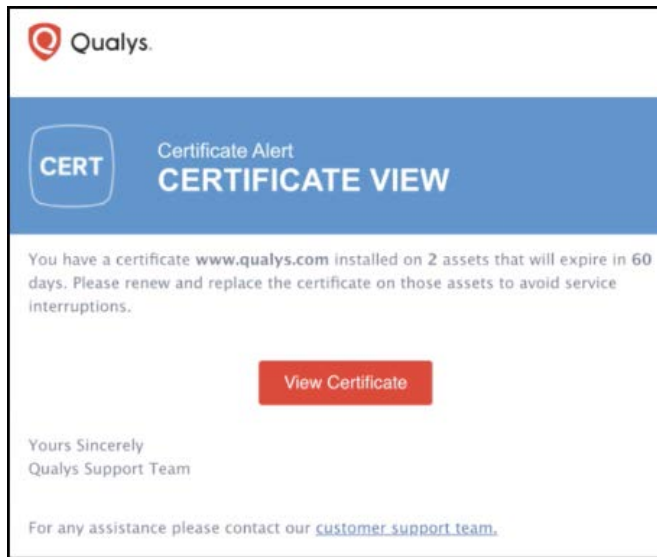 Qualys.
CERT
Certificate Alert
CERTIFICATE VIEW
You have a certificate www.qualys.com installed on 2 assets that will expire in 60
days. Please renew and replace the certificate on those assets to avoid service
interruptions.
View Certificate
Yours Sincerely
Qualys Support Team
For any assistance please contact our customer support team.